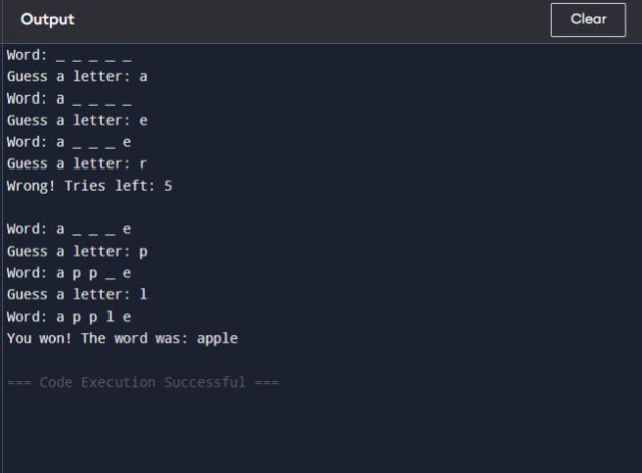 Output
Clear
Word: _ _ _ _ _
Guess a letter: a
Word: a _ _ _ _
Guess a letter: e
Word: a _ _ _ e
Guess a letter: r
Wrong! Tries left: 5
Word: a _ _ _ e
Guess a letter: p
Word: a p p _ e
Guess a letter: l
Word: a p p l e
You won! The word was: apple
=== Code Execution Successful ===